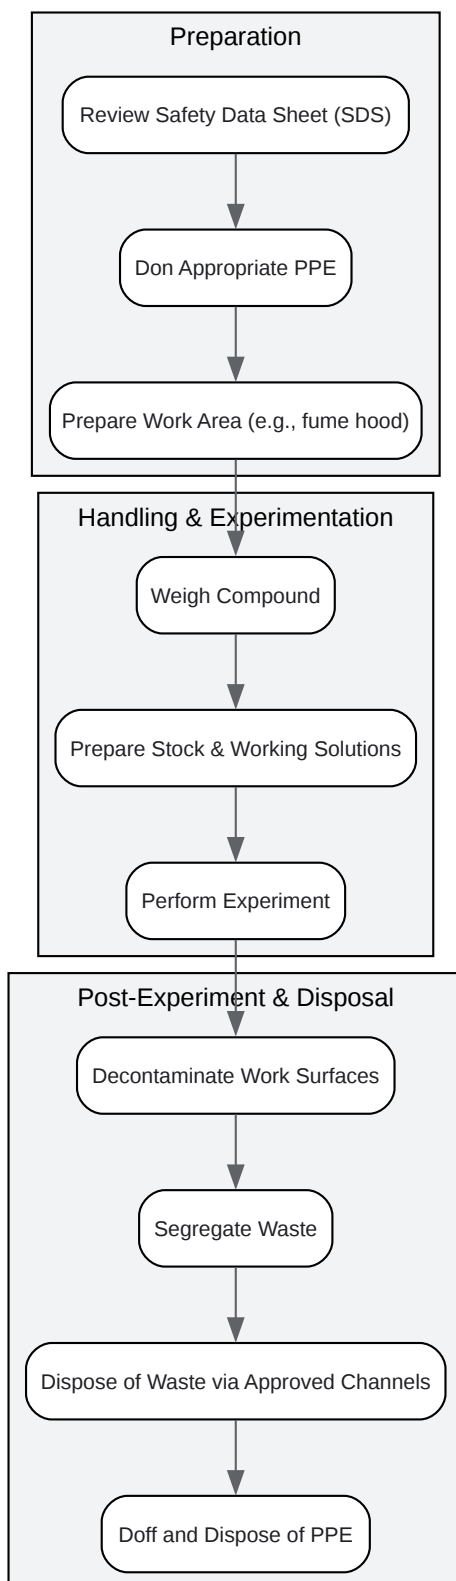 Preparation
Review Safety Data Sheet (SDS)
Don Appropriate PPE
Prepare Work Area (e.g., fume hood)
Handling & Experimentation
Weigh Compound
Prepare Stock & Working Solutions
Perform Experiment
Post-Experiment & Disposal
Decontaminate Work Surfaces
Segregate Waste
Dispose of Waste via Approved Channels
Doff and Dispose of PPE